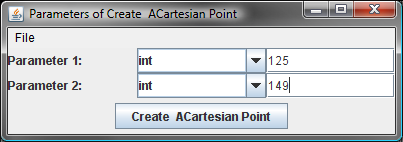 Parameters of Create  ACartesian Point
File
Parameter 1: int 125
Parameter 2: int 149
Create  ACartesian Point